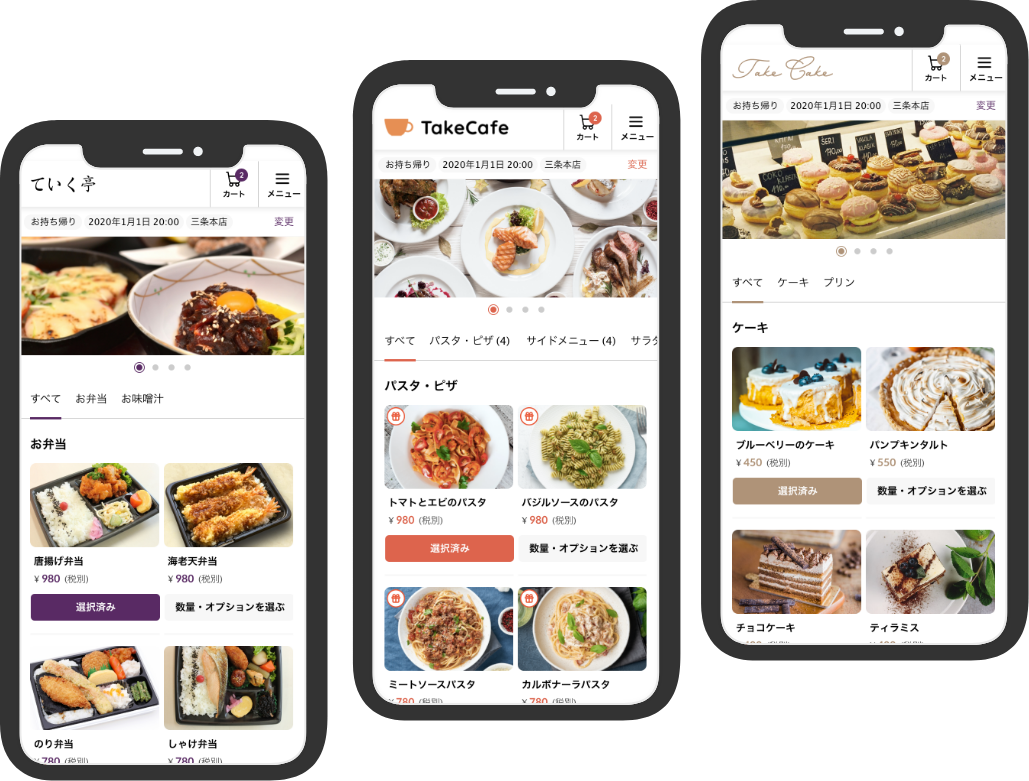 ていく亭
2
カート
メニュー
お持ち帰り 2020年1月1日 20:00 三条本店 変更
すべて お弁当 お味噌汁
お弁当
唐揚げ弁当 海老天弁当
¥ 980 (税別) ¥ 980 (税別)
選択済み 数量・オプションを選ぶ
のり弁当 しゃけ弁当
¥ 780 (税別) ¥ 780 (税別)
TakeCafe
2
カート
メニュー
お持ち帰り 2020年1月1日 20:00 三条本店 変更
すべて パスタ・ピザ (4) サイドメニュー (4) サラダ
パスタ・ピザ
トマトとエビのパスタ バジルソースのパスタ
¥ 980 (税別) ¥ 980 (税別)
選択済み 数量・オプションを選ぶ
ミートソースパスタ カルボナーラパスタ
¥ 780 (税別) ¥ 780 (税別)
Take Cake
2
カート
メニュー
お持ち帰り 2020年1月1日 20:00 三条本店 変更
すべて ケーキ プリン
ケーキ
ブルーベリーのケーキ パンプキンタルト
¥ 450 (税別) ¥ 550 (税別)
選択済み 数量・オプションを選ぶ
チョコケーキ ティラミス